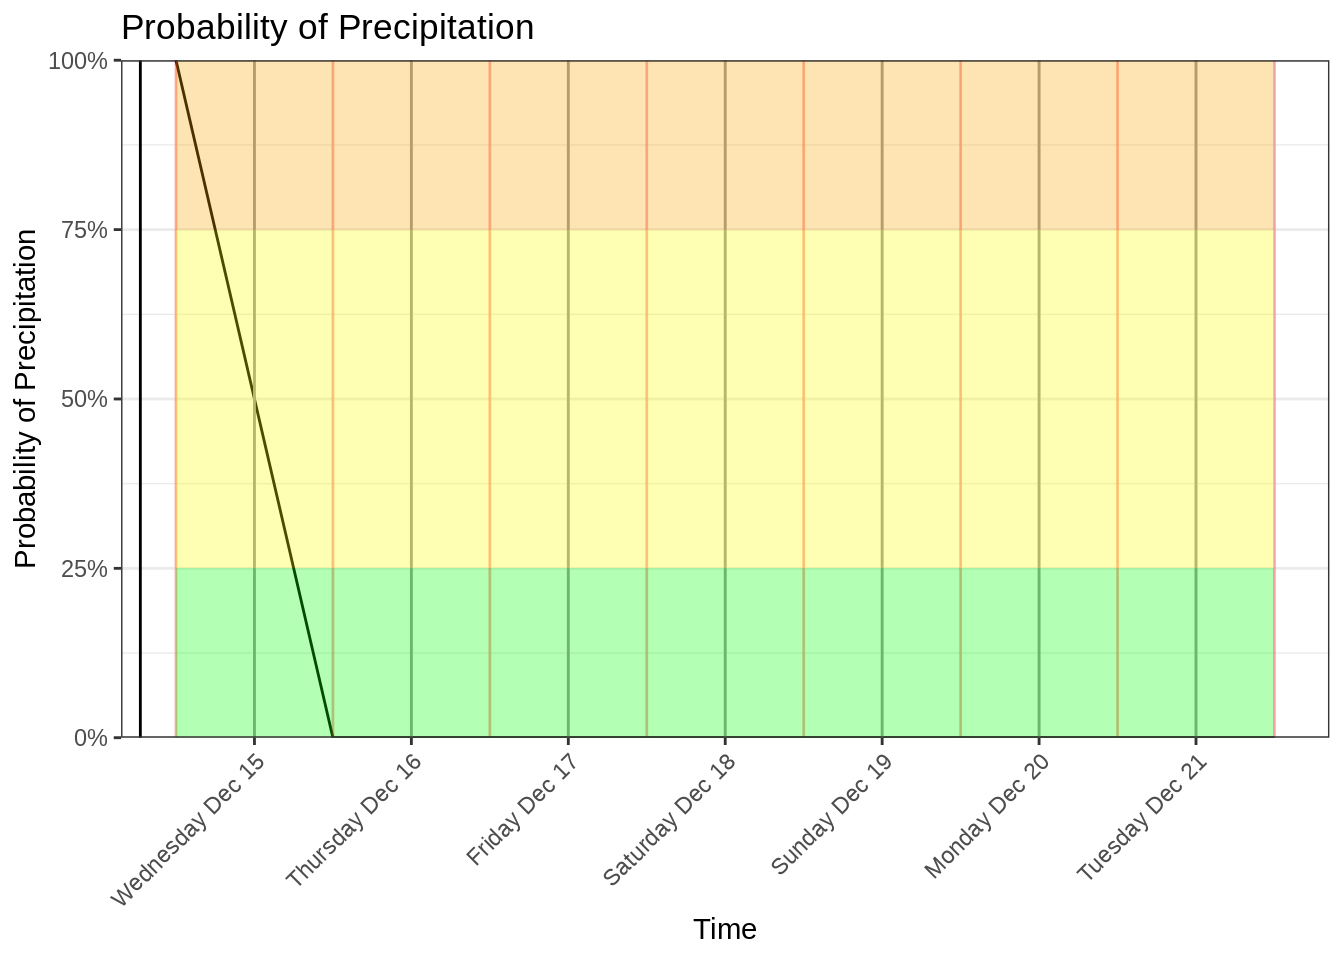 Probability of Precipitation
Probability of Precipitation
100%
75%
50%
25%
0%
Wednesday Dec 15
Thursday Dec 16
Friday Dec 17
Saturday Dec 18
Sunday Dec 19
Monday Dec 20
Tuesday Dec 21
Time